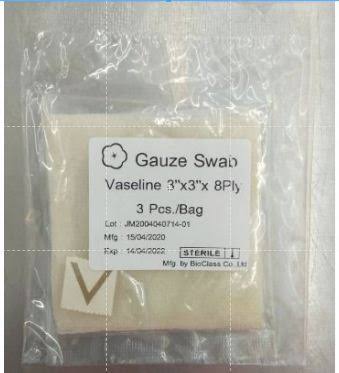 Gauze Swab
Vaseline 3"x3"x 8Ply
3 Pcs./Bag
Lot : JM2004040714-01
Mfg : 15/04/2020
Exp : 14/04/2022
STERILE
Mfg. by BioClass Co.,Ltd